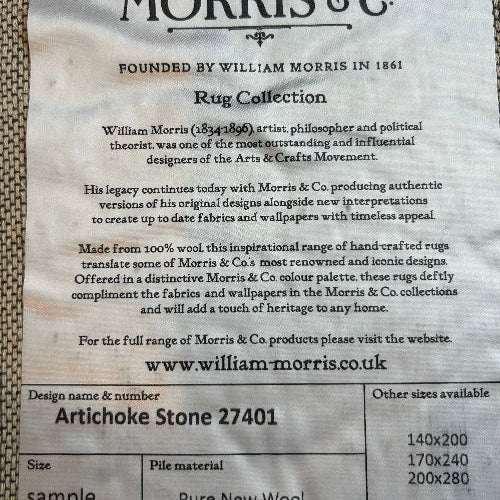 MORRIS & Co.
FOUNDED BY WILLIAM MORRIS IN 1861
Rug Collection
William Morris (1834-1896), artist, philosopher and political
theorist, was one of the most outstanding and influential
designers of the Arts & Crafts Movement.
His legacy continues today with Morris & Co. producing authentic
versions of his original designs alongside new interpretations
to create up to date fabrics and wallpapers with timeless appeal.
Made from 100% wool, this inspirational range of hand-crafted rugs
translate some of Morris & Co.'s most renowned and iconic designs.
Offered in a distinctive Morris & Co. colour palette, these rugs deftly
compliment the fabrics and wallpapers in the Morris & Co. collections
and will add a touch of heritage to any home.
For the full range of Morris & Co. products please visit the website.
www.william-morris.co.uk
Design name & number
Artichoke Stone 27401
Other sizes available
140x200
170x240
200x280
Size
sample
Pile material
Pure New Wool